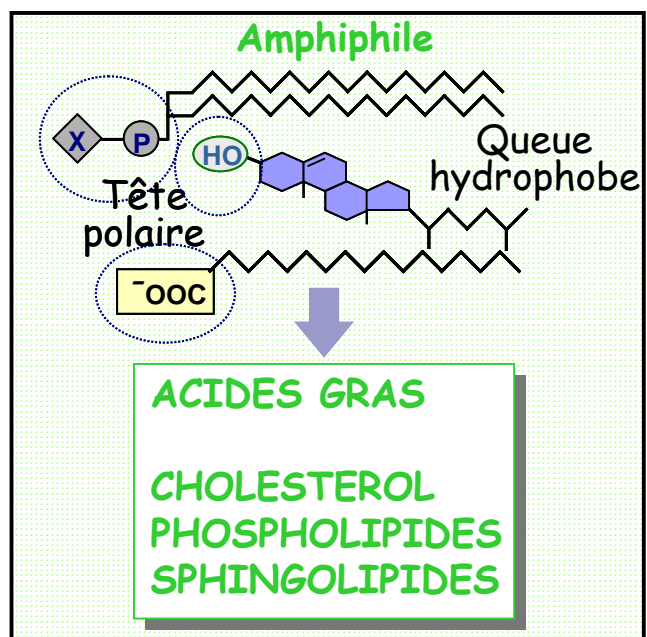 Amphiphile
X P
HO
Queue
hydrophobe
Tête
polaire
-OOC
ACIDES GRAS
CHOLESTEROL
PHOSPHOLIPIDES
SPHINGOLIPIDES